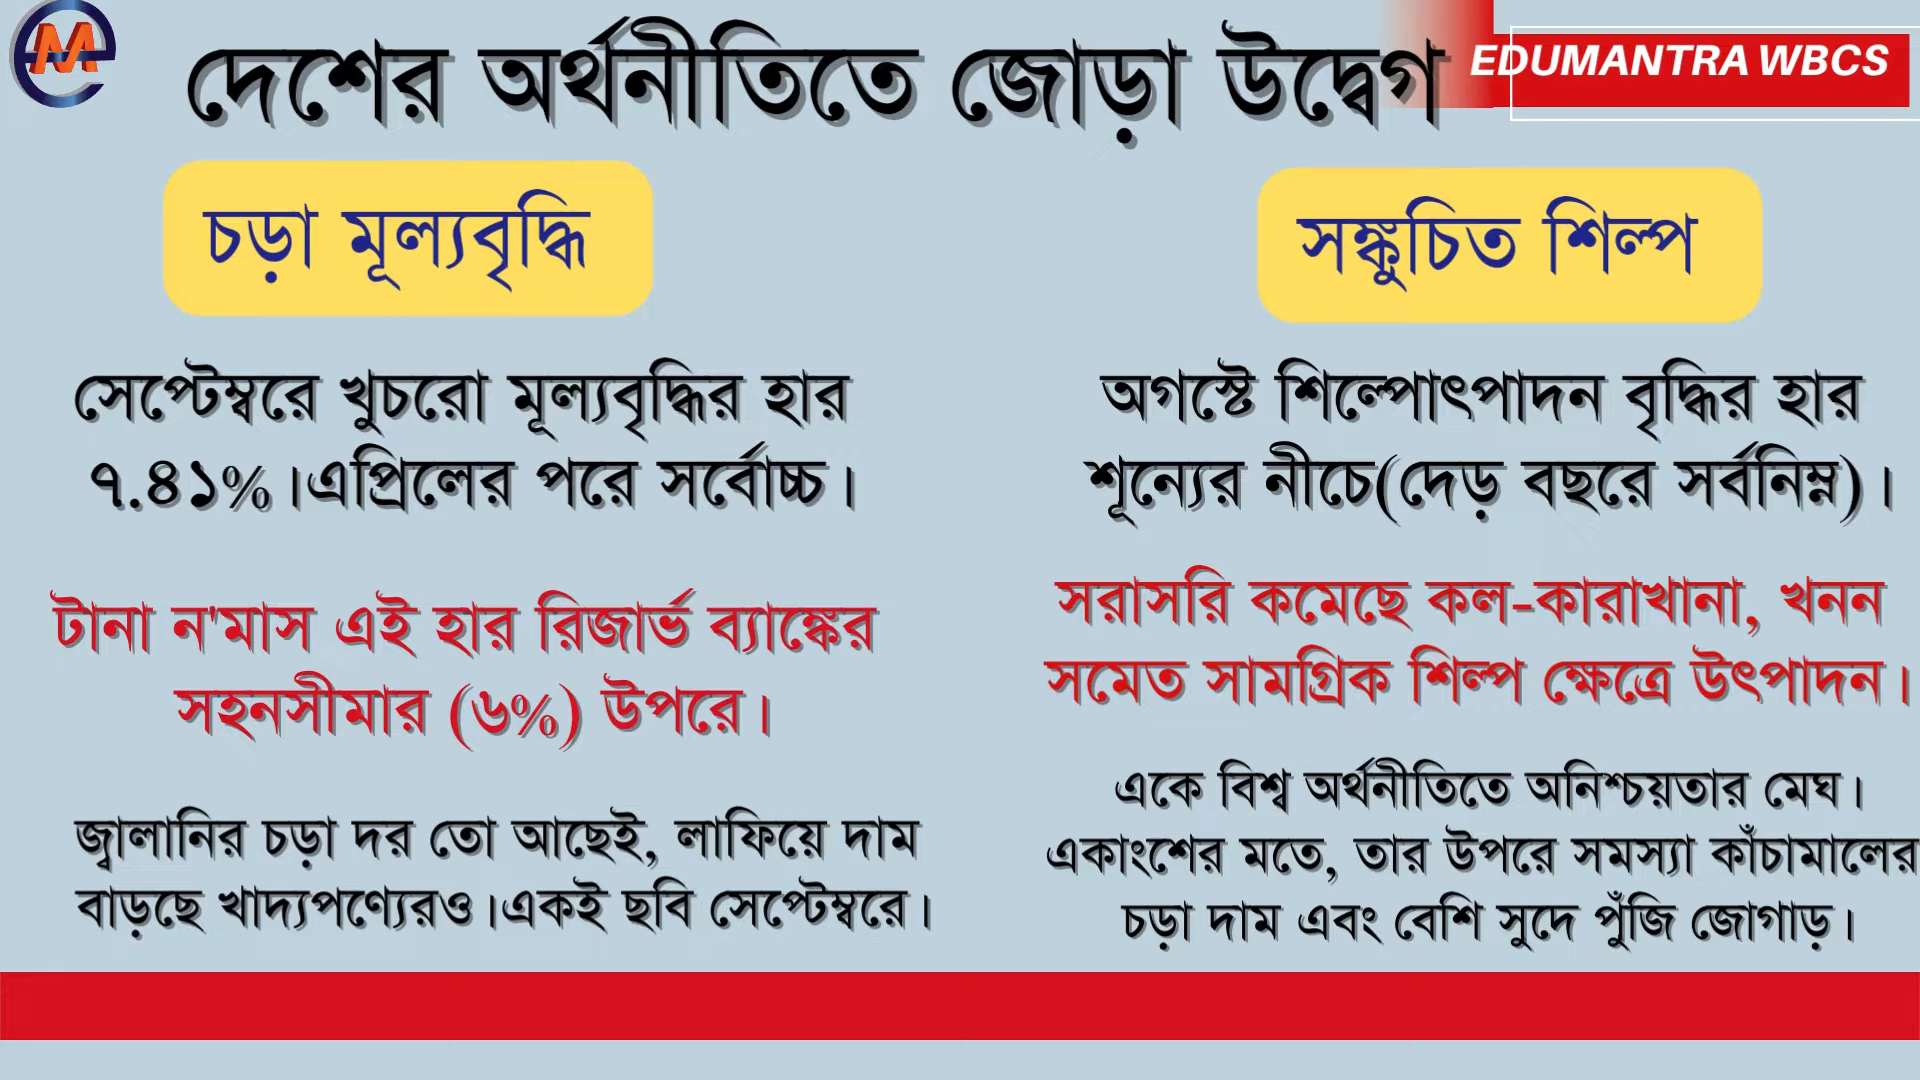 দেশের অর্থনীতিতে জোড়া উদ্বেগ
EDUMANTRA WBCS
চড়া মূল্যবৃদ্ধি
সেপ্টেম্বরে খুচরো মূল্যবৃদ্ধির হার
৭.৪১%।এপ্রিলের পরে সর্বোচ্চ।
টানা ন'মাস এই হার রিজার্ভ ব্যাঙ্কের
সহনসীমার (৬%) উপরে।
জ্বালানির চড়া দর তো আছেই, লাফিয়ে দাম
বাড়ছে খাদ্যপণ্যেরও।একই ছবি সেপ্টেম্বরে।
সঙ্কুচিত শিল্প
অগস্টে শিল্পোৎপাদন বৃদ্ধির হার
শূন্যের নীচে(দেড় বছরে সর্বনিম্ন)।
সরাসরি কমেছে কল-কারাখানা, খনন
সমেত সামগ্রিক শিল্প ক্ষেত্রে উৎপাদন।
একে বিশ্ব অর্থনীতিতে অনিশ্চয়তার মেঘ।
একাংশের মতে, তার উপরে সমস্যা কাঁচামালের
চড়া দাম এবং বেশি সুদে পুঁজি জোগাড়।